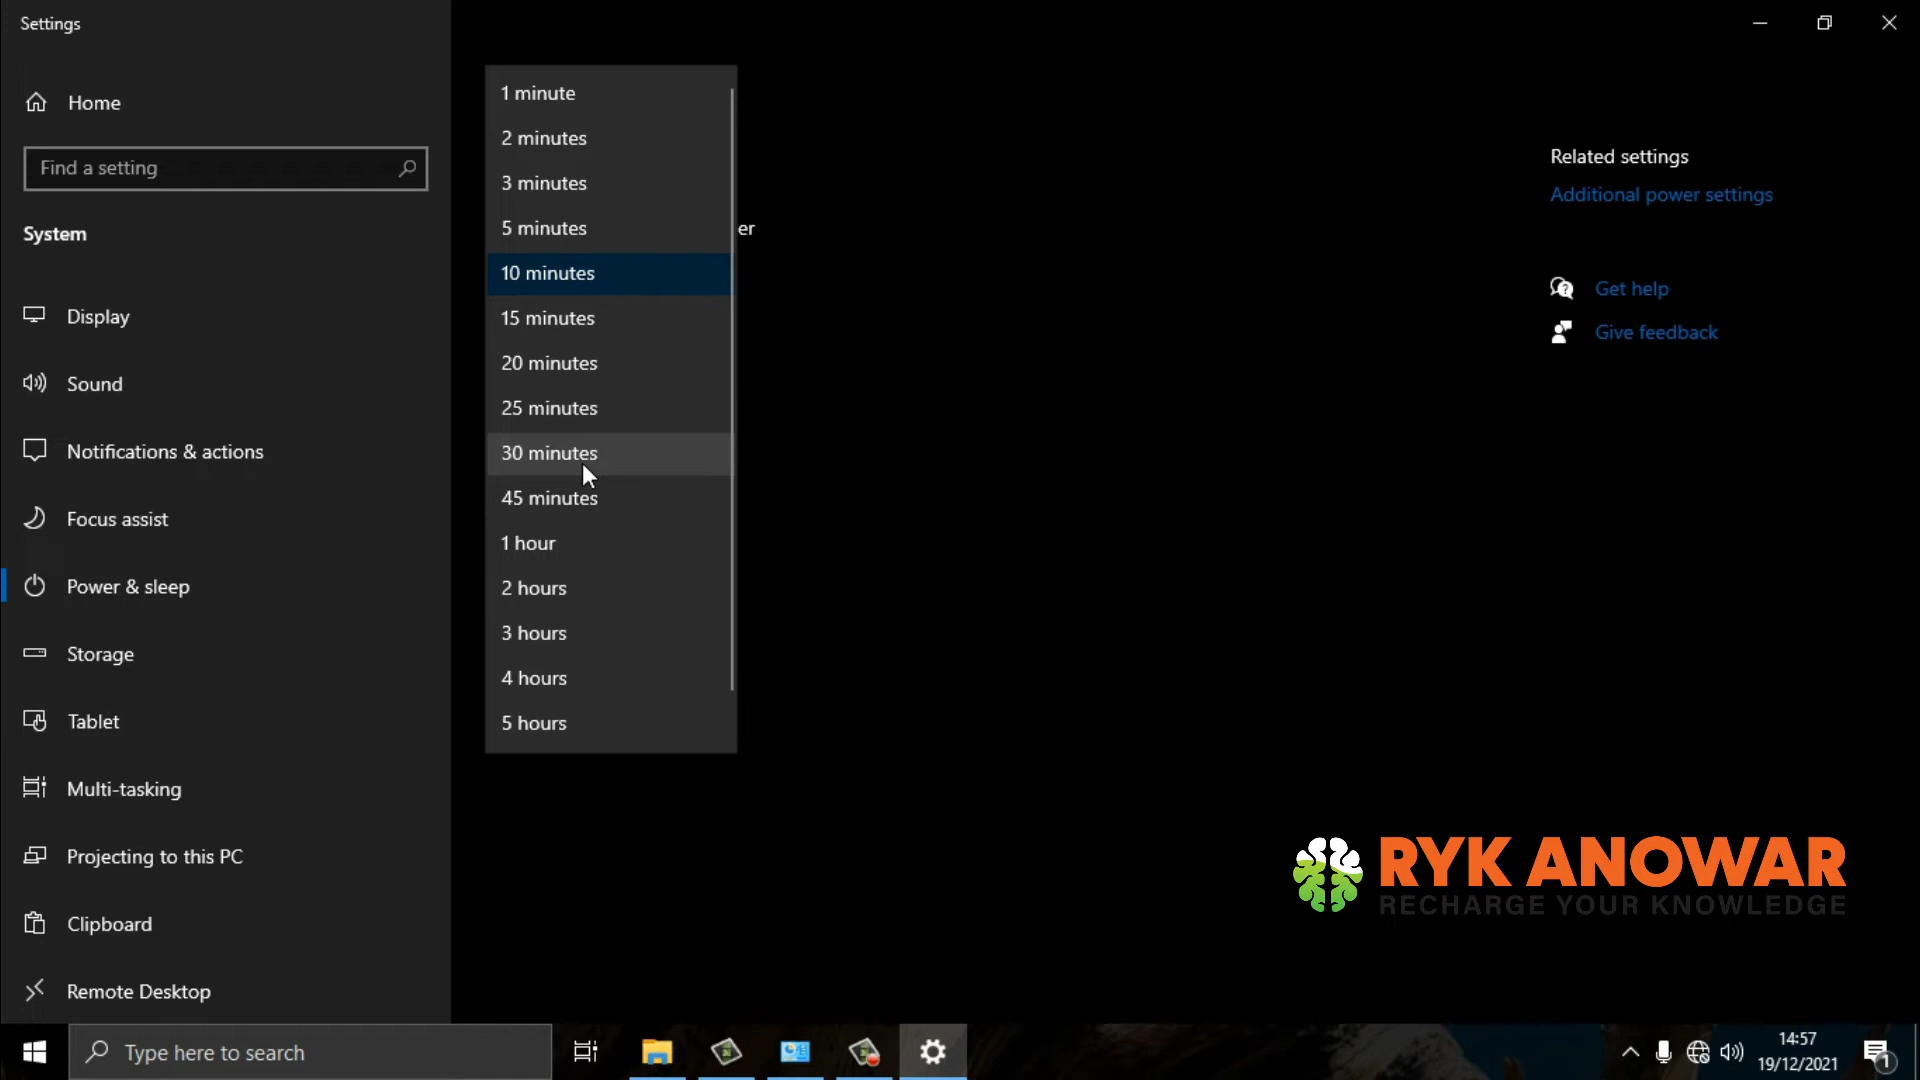 Settings
Home
Find a setting
System
Display
Sound
Notifications & actions
Focus assist
Power & sleep
Storage
Tablet
Multi-tasking
Projecting to this PC
Clipboard
Remote Desktop
1 minute
2 minutes
3 minutes
5 minutes
er
10 minutes
15 minutes
20 minutes
25 minutes
30 minutes
45 minutes
1 hour
2 hours
3 hours
4 hours
5 hours
Related settings
Additional power settings
Get help
Give feedback
RYK ANOWAR
RECHARGE YOUR KNOWLEDGE
Type here to search
14:57
19/12/2021
1